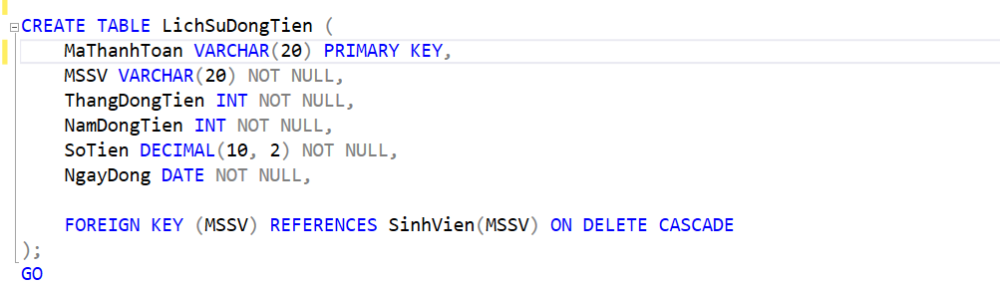 CREATE TABLE LichSuDongTien (
MaThanhToan VARCHAR(20) PRIMARY KEY,
MSSV VARCHAR(20) NOT NULL,
ThangDongTien INT NOT NULL,
NamDongTien INT NOT NULL,
SoTien DECIMAL(10, 2) NOT NULL,
NgayDong DATE NOT NULL,
FOREIGN KEY (MSSV) REFERENCES SinhVien(MSSV) ON DELETE CASCADE
);
GO